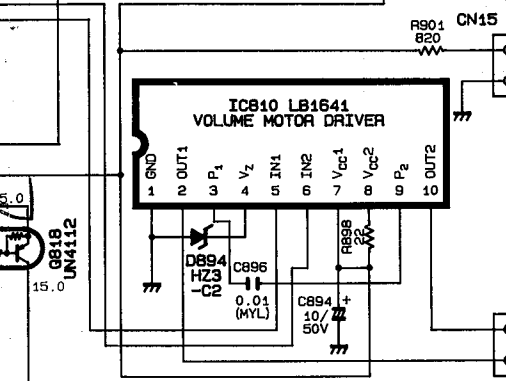 R901
820
CN15
IC810 LB1641
VOLUME MOTOR DRIVER
GND
OUT1
P1
VZ
IN1
IN2
VCC1
VCC2
P2
OUT2
1
2
3
4
5
6
7
8
9
10
5.0
Q818
UN4112
15.0
D894
HZ3
-C2
C896
0.01
(MYL)
R898
22
C894 +
10/
50V